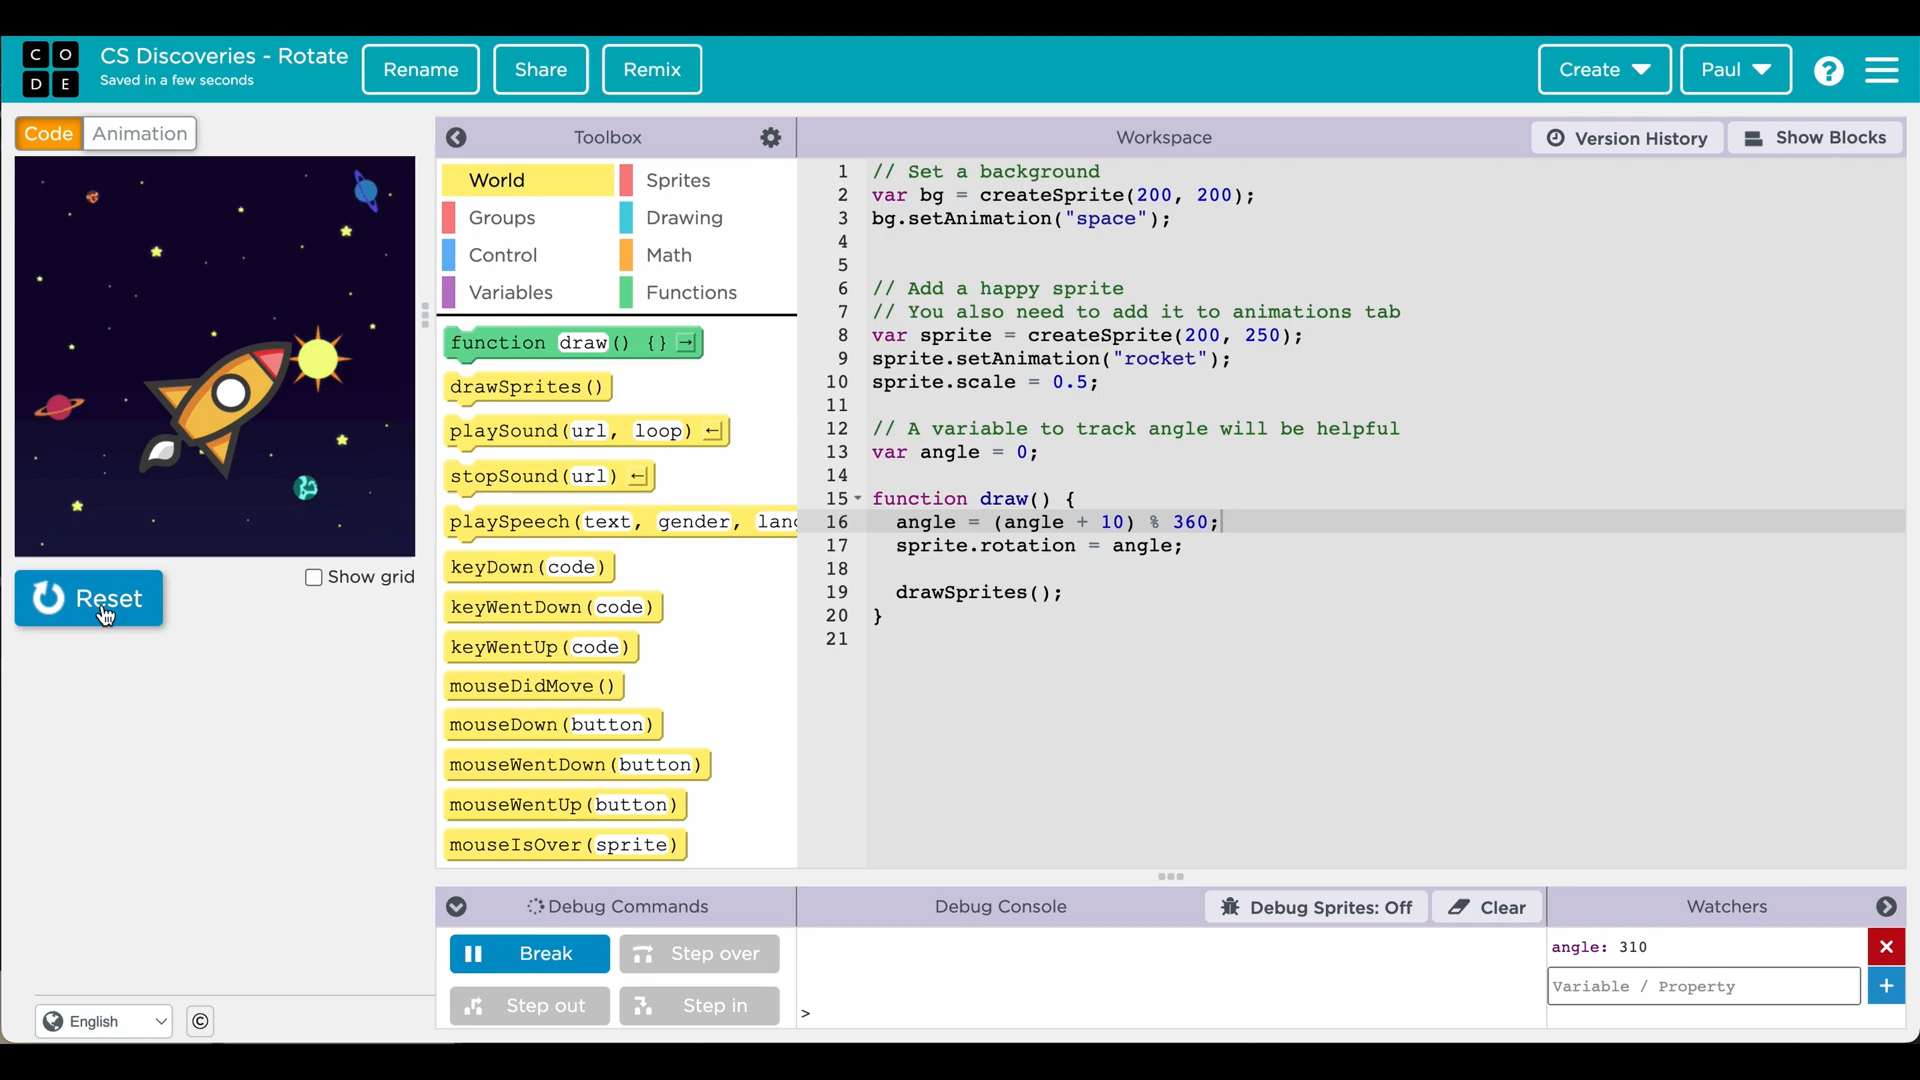 C O
D E
CS Discoveries - Rotate
Saved in a few seconds
Rename
Share
Remix
Create
Paul
?
Code
Animation
Toolbox
Workspace
Version History
Show Blocks
World
Sprites
Groups
Drawing
Control
Math
Variables
Functions
function draw() {} →
drawSprites()
playSound(url, loop) ←
stopSound(url) ←
playSpeech(text, gender, lang
keyDown(code)
keyWentDown(code)
keyWentUp(code)
mouseDidMove()
mouseDown(button)
mouseWentDown(button)
mouseWentUp(button)
mouseIsOver(sprite)
1 // Set a background
2 var bg = createSprite(200, 200);
3 bg.setAnimation("space");
4
5
6 // Add a happy sprite
7 // You also need to add it to animations tab
8 var sprite = createSprite(200, 250);
9 sprite.setAnimation("rocket");
10 sprite.scale = 0.5;
11
12 // A variable to track angle will be helpful
13 var angle = 0;
14
15 function draw() {
16 angle = (angle + 10) % 360;
17 sprite.rotation = angle;
18
19 drawSprites();
20 }
21
Show grid
Reset
Debug Commands
Debug Console
Debug Sprites: Off
Clear
Watchers
Break
Step over
Step out
Step in
>
angle: 310
Variable / Property
+
English
©